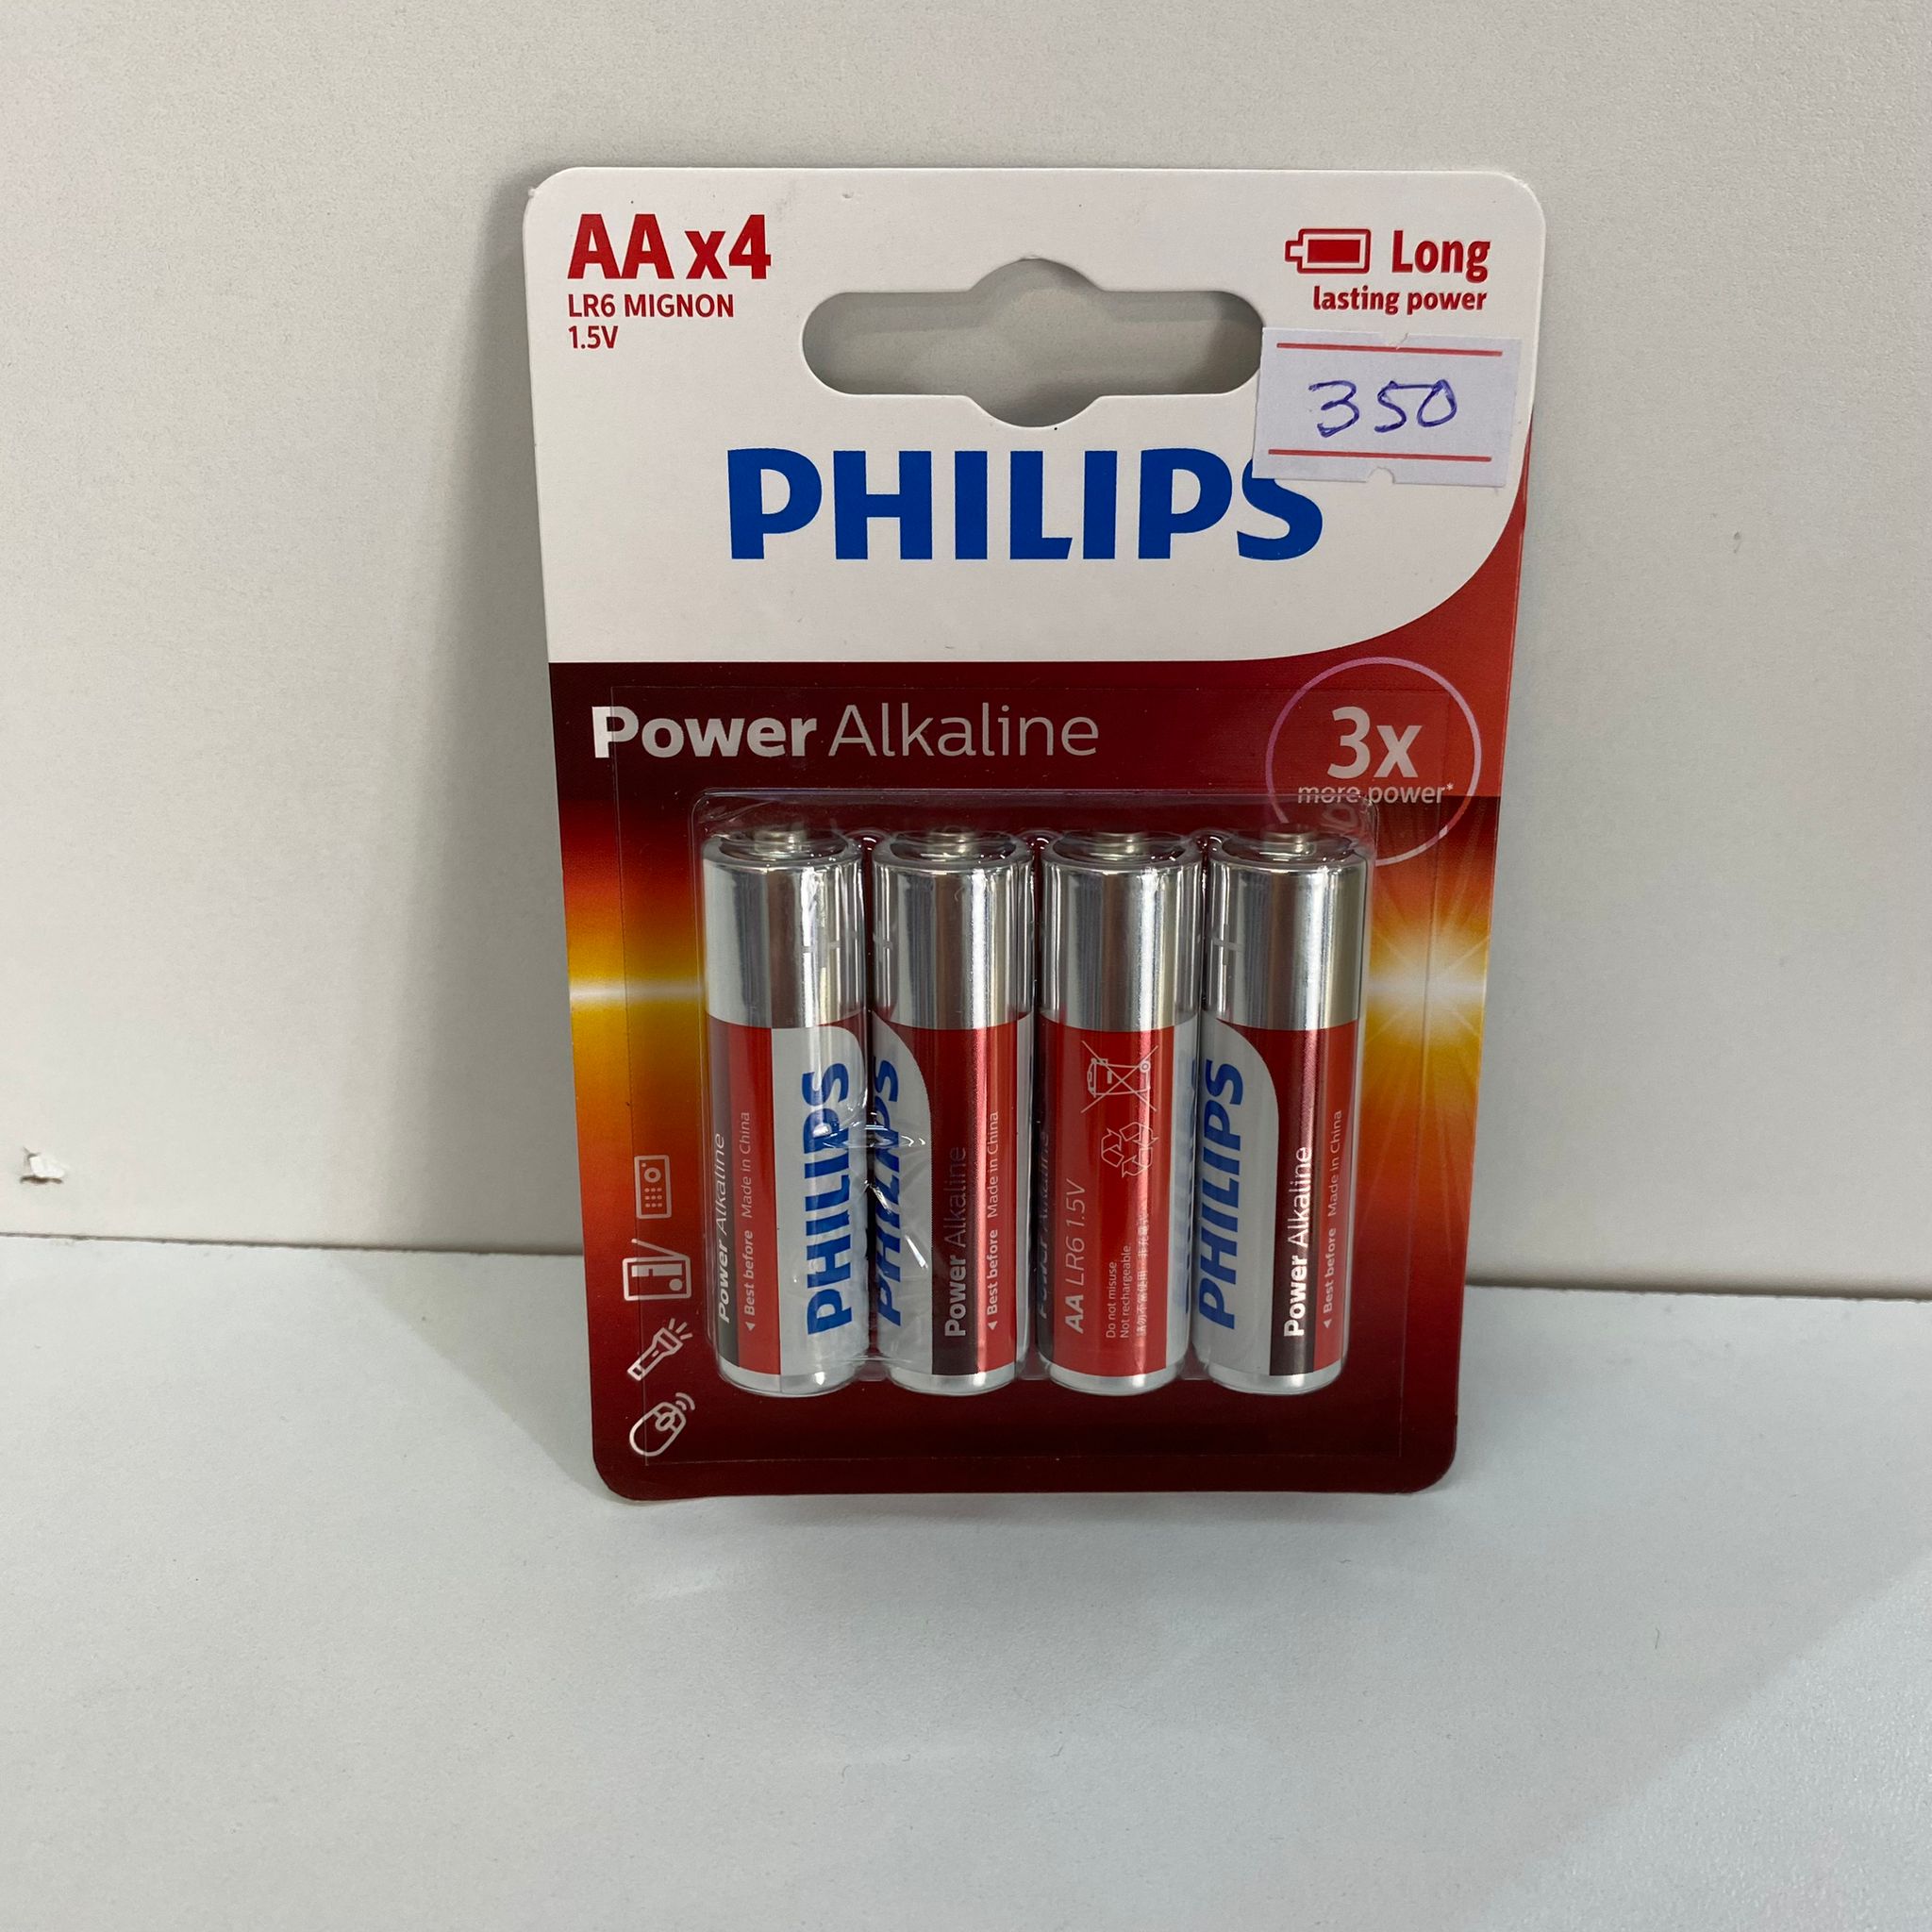 AA x4
LR6 MIGNON
1.5V
Long
lasting power
350
PHILIPS
Power Alkaline
3x
more power*
Power Alkaline
Best before Made in China
PHILIPS
PHILIPS
Power Alkaline
Best before Made in China
Power Alkaline
AA LR6 1.5V
Do not misuse
Not rechargeable
PHILIPS
Power Alkaline
Best before Made in China